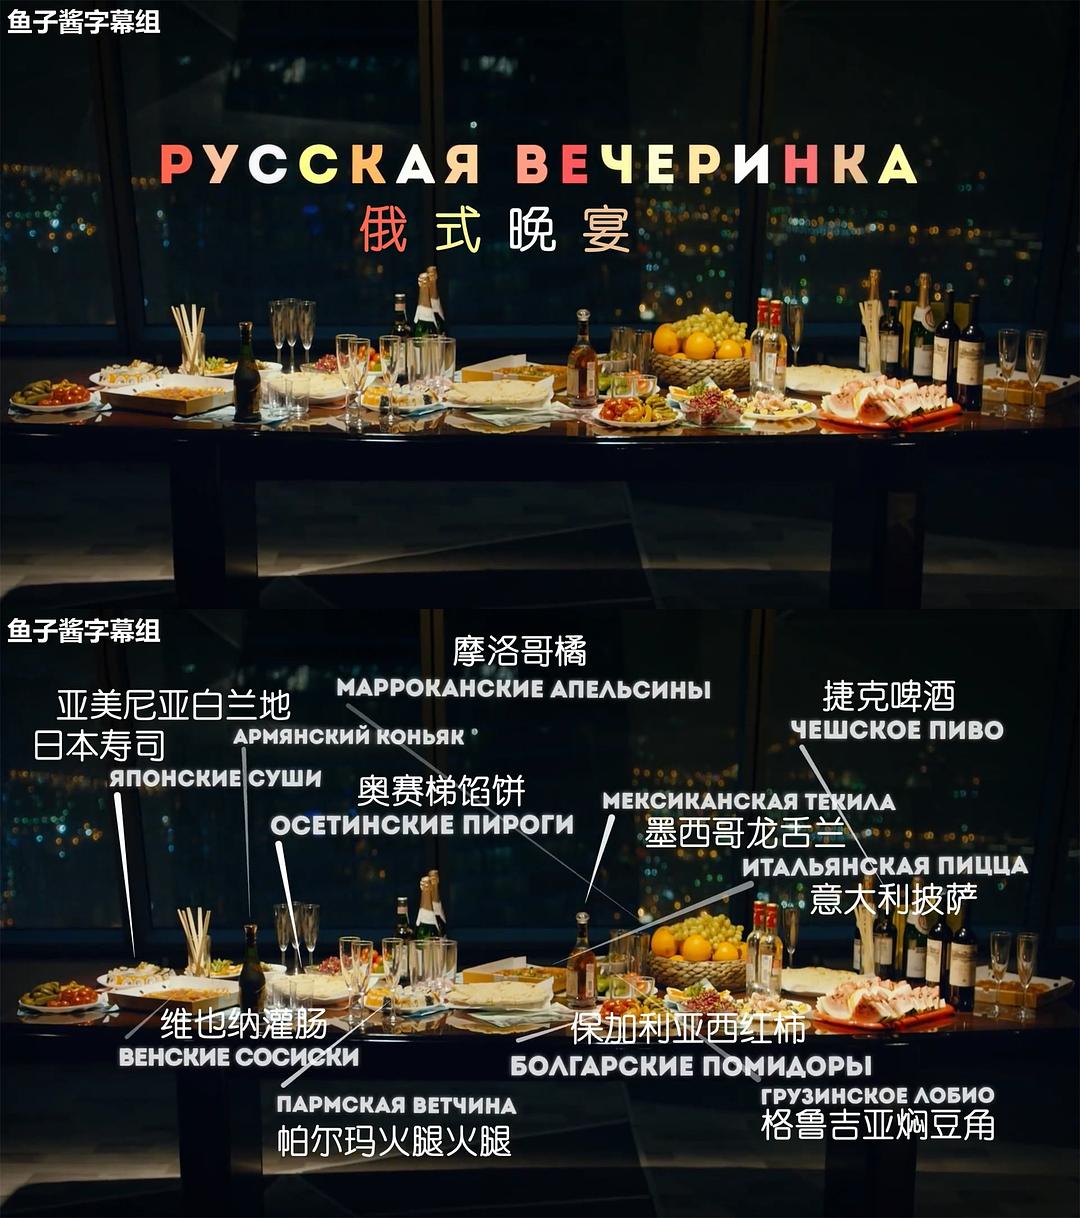 鱼子酱字幕组
РУССКАЯ ВЕЧЕРИНКА
俄式晚宴
鱼子酱字幕组
摩洛哥橘
МАРРОКАНСКИЕ АПЕЛЬСИНЫ
亚美尼亚白兰地
АРМЯНСКИЙ КОНЬЯК
日本寿司
ЯПОНСКИЕ СУШИ
捷克啤酒
ЧЕШСКОЕ ПИВО
奥赛梯馅饼
ОСЕТИНСКИЕ ПИРОГИ
МЕКСИКАНСКАЯ ТЕКИЛА
墨西哥龙舌兰
ИТАЛЬЯНСКАЯ ПИЦЦА
意大利披萨
维也纳灌肠
ВЕНСКИЕ СОСИСКИ
保加利亚西红柿
БОЛГАРСКИЕ ПОМИДОРЫ
ПАРМСКАЯ ВЕТЧИНА
帕尔玛火腿火腿
ГРУЗИНСКОЕ ЛОБИО
格鲁吉亚焖豆角